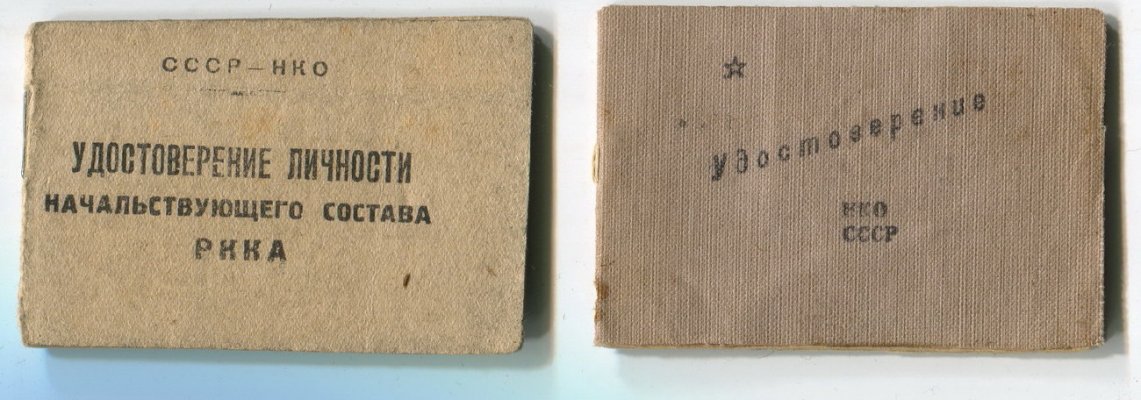 СССР — НКО
УДОСТОВЕРЕНИЕ ЛИЧНОСТИ
НАЧАЛЬСТВУЮЩЕГО СОСТАВА
РККА
Удостоверение
НКО
СССР